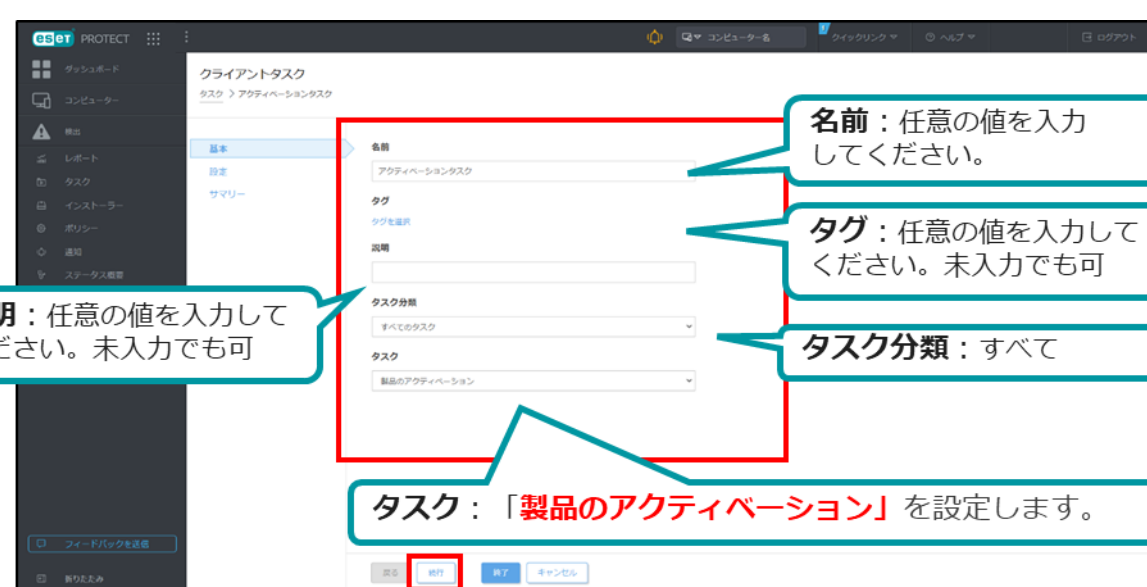 eset PROTECT
コンピューター名
クイックリンク
ヘルプ
ログアウト
ダッシュボード
コンピューター
検出
レポート
タスク
インストーラー
ポリシー
通知
ステータス概要
フィードバックを送信
折りたたみ
クライアントタスク
タスク > アクティベーションタスク
基本
設定
サマリー
名前
アクティベーションタスク
タグ
タグを選択
説明
タスク分類
すべてのタスク
タスク
製品のアクティベーション
名前：任意の値を入力
してください。
タグ：任意の値を入力して
ください。未入力でも可
明：任意の値を入力して
ださい。未入力でも可
タスク分類：すべて
タスク：「製品のアクティベーション」を設定します。
戻る
続行
終了
キャンセル